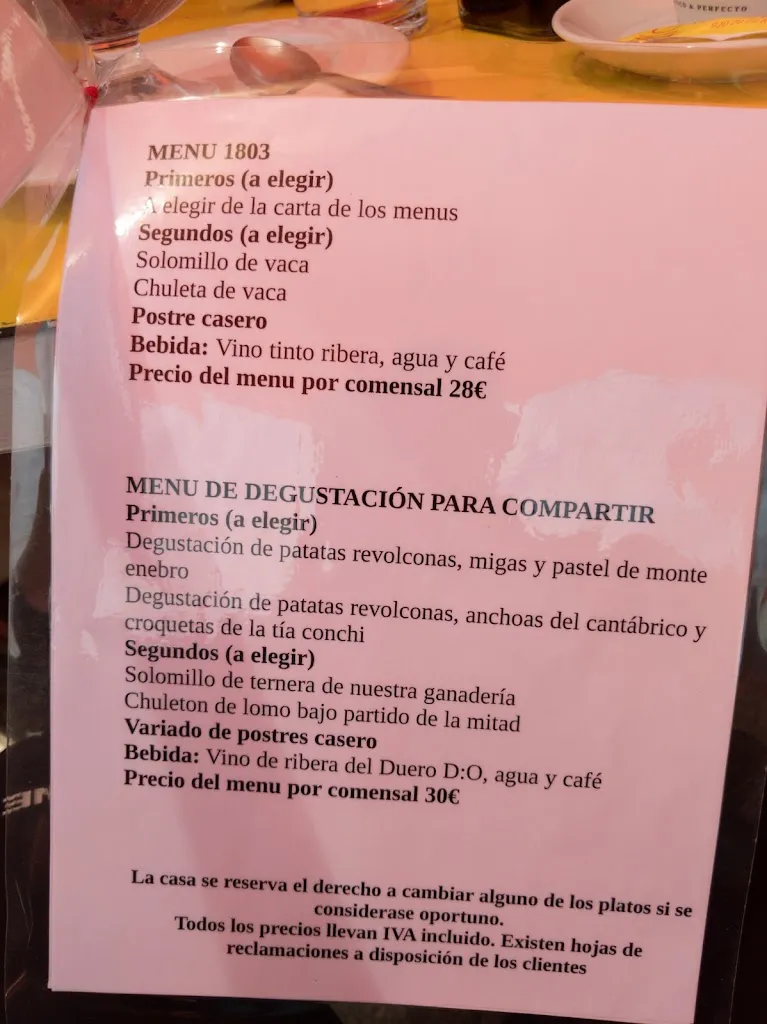 O & PERFECTO
MENU 1803
Primeros (a elegir)
A elegir de la carta de los menus
Segundos (a elegir)
Solomillo de vaca
Chuleta de vaca
Postre casero
Bebida: Vino tinto ribera, agua y café
Precio del menu por comensal 28€
MENU DE DEGUSTACIÓN PARA COMPARTIR
Primeros (a elegir)
Degustación de patatas revolconas, migas y pastel de monte
enebro
Degustación de patatas revolconas, anchoas del cantábrico y
croquetas de la tía conchi
Segundos (a elegir)
Solomillo de ternera de nuestra ganadería
Chuleton de lomo bajo partido de la mitad
Variado de postres casero
Bebida: Vino de ribera del Duero D:O, agua y café
Precio del menu por comensal 30€
La casa se reserva el derecho a cambiar alguno de los platos si se
considerase oportuno.
Todos los precios llevan IVA incluido. Existen hojas de
reclamaciones a disposición de los clientes